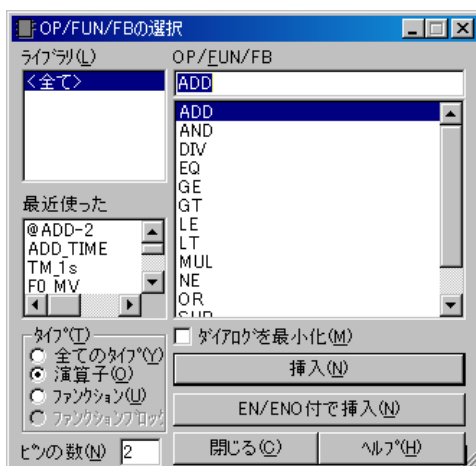 OP/FUN/FBの選択
ﾗｲﾌﾞﾗﾘ(L)
<全て>
OP/FUN/FB
ADD
ADD
AND
DIV
EQ
GE
GT
LE
LT
MUL
NE
OR
SUB
最近使った
@ADD-2
ADD_TIME
TM_1s
F0_MV
ﾀｲﾌﾟ(T)
全てのﾀｲﾌﾟ(Y)
演算子(O)
ﾌｧﾝｸｼｮﾝ(U)
ﾌｧﾝｸｼｮﾝﾌﾞﾛｯｸ
ﾋﾟﾝの数(N) 2
ﾀﾞｲｱﾛｸﾞを最小化(M)
挿入(N)
EN/ENO付で挿入(N)
閉じる(C)
ﾍﾙﾌﾟ(H)